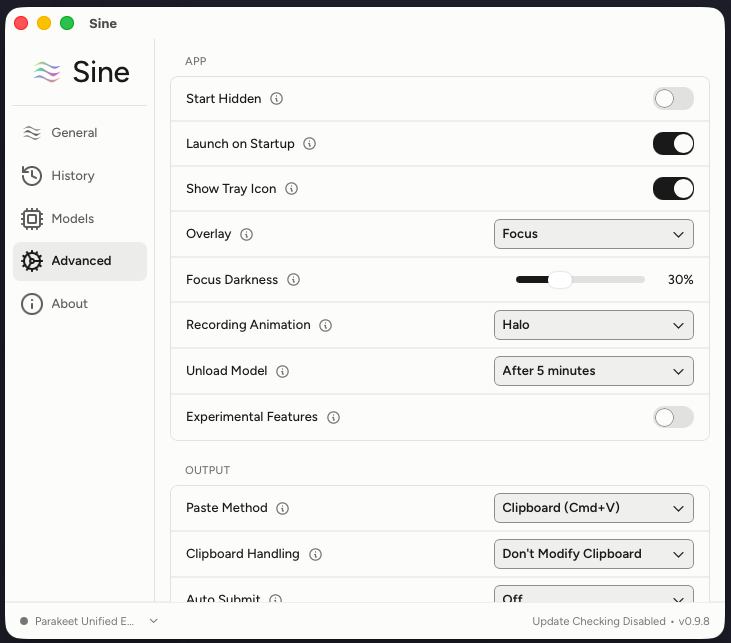 Sine
Sine
General
History
Models
Advanced
About
APP
Start Hidden
Launch on Startup
Show Tray Icon
Overlay Focus
Focus Darkness 30%
Recording Animation Halo
Unload Model After 5 minutes
Experimental Features
OUTPUT
Paste Method Clipboard (Cmd+V)
Clipboard Handling Don't Modify Clipboard
Auto Submit Off
Parakeet Unified E...
Update Checking Disabled • v0.9.8